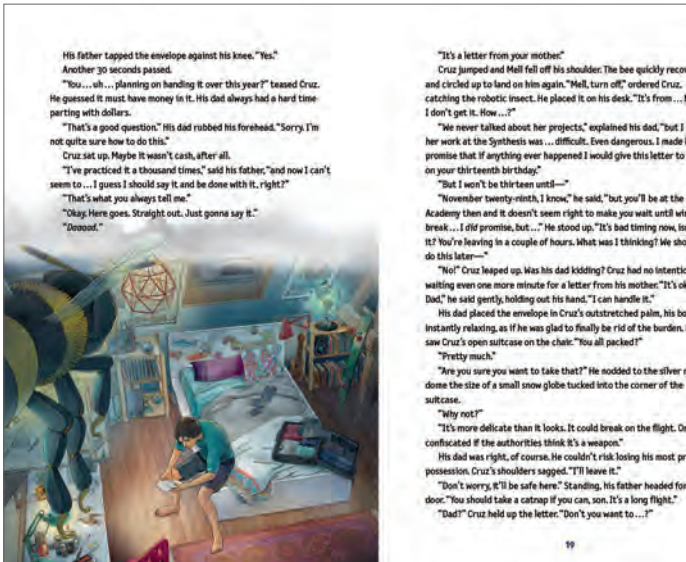 His father tapped the envelope against his knee. "Yes."
Another 30 seconds passed.
"You...uh...planning on handing it over this year?" teased Cruz.
He guessed it must have money in it. His dad always had a hard time
parting with dollars.
"That's a good question." His dad rubbed his forehead. "Sorry. I'm
not quite sure how to do this."
Cruz sat up. Maybe it wasn't cash, after all.
"I've practiced it a thousand times," said his father, "and now I can't
seem to...I guess I should say it and be done with it, right?"
"That's what you always tell me."
"Okay. Here goes. Straight out. Just gonna say it."
"Daaaad."
"It's a letter from your mother."
Cruz jumped and Mell fell off his shoulder. The bee quickly
and circled up to land on him again. "Mell, turn off," ordered Cruz,
catching the robotic insect. He placed it on his desk. "It's from...
I don't get it. How...?"
"We never talked about her projects," explained his dad, "but I
her work at the Synthesis was...difficult. Even dangerous. I made
promise that if anything ever happened I would give this letter to
on your thirteenth birthday."
"But I won't be thirteen until—"
"November twenty-ninth, I know," he said, "but you'll be at the
Academy then and it doesn't seem right to make you wait until
break...I did promise, but..." He stood up. "It's bad timing now,
it? You're leaving in a couple of hours. What was I thinking? We
do this later—"
"No!" Cruz leaped up. Was his dad kidding? Cruz had no
waiting even one more minute for a letter from his mother. "It's
Dad," he said gently, holding out his hand. "I can handle it."
His dad placed the envelope in Cruz's outstretched palm, his
instantly relaxing, as if he was glad to finally be rid of the burden.
saw Cruz's open suitcase on the chair. "You all packed?"
"Pretty much."
"Are you sure you want to take that?" He nodded to the silver
dome the size of a small snow globe tucked into the corner of the
suitcase.
"Why not?"
"It's more delicate than it looks. It could break on the flight. Or
confiscated if the authorities think it's a weapon."
His dad was right, of course. He couldn't risk losing his most
possession. Cruz's shoulders sagged. "I'll leave it."
"Don't worry, it'll be safe here." Standing, his father headed for
door. "You should take a catnap if you can, son. It's a long flight."
"Dad?" Cruz held up the letter. "Don't you want to...?"
19